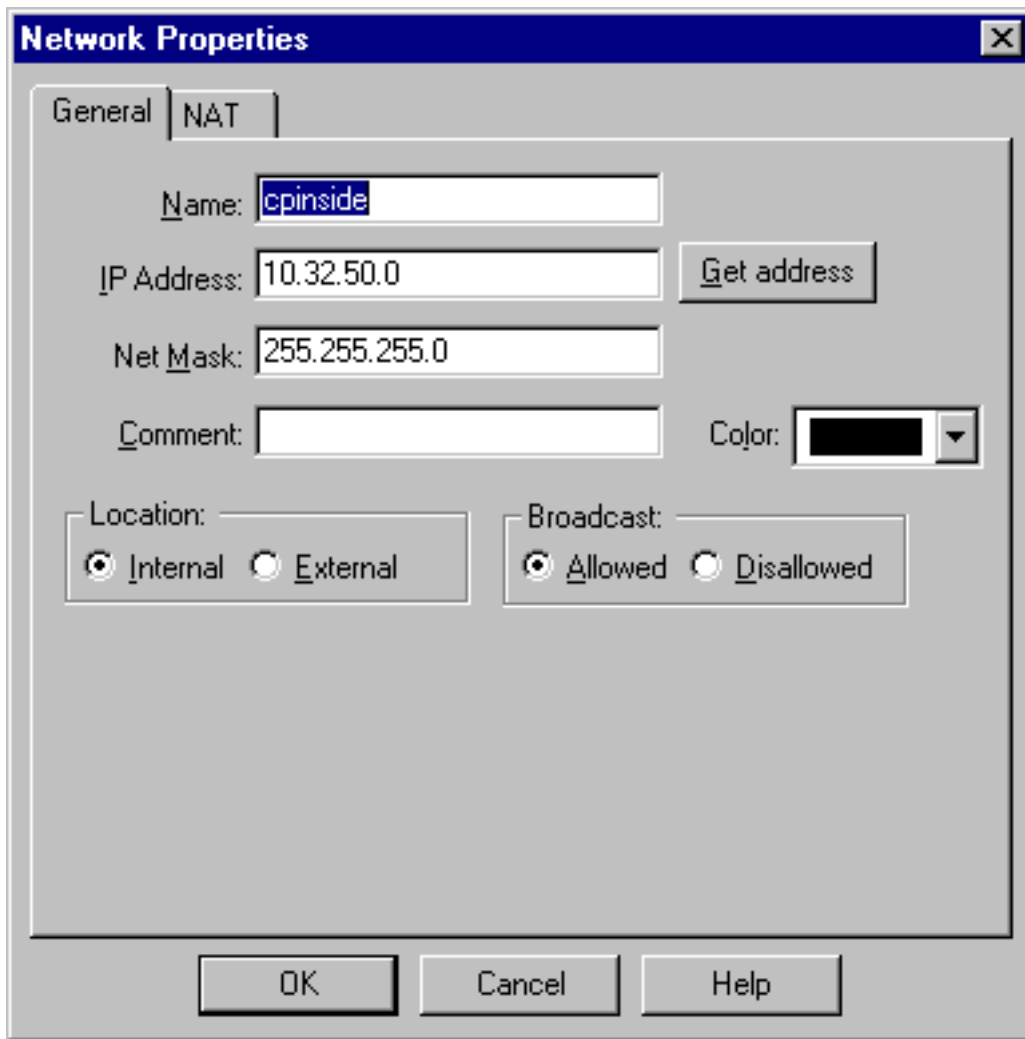 Network Properties
General NAT
Name: cpinside
IP Address: 10.32.50.0 Get address
Net Mask: 255.255.255.0
Comment: Color:
Location: Broadcast:
Internal External Allowed Disallowed
OK Cancel Help